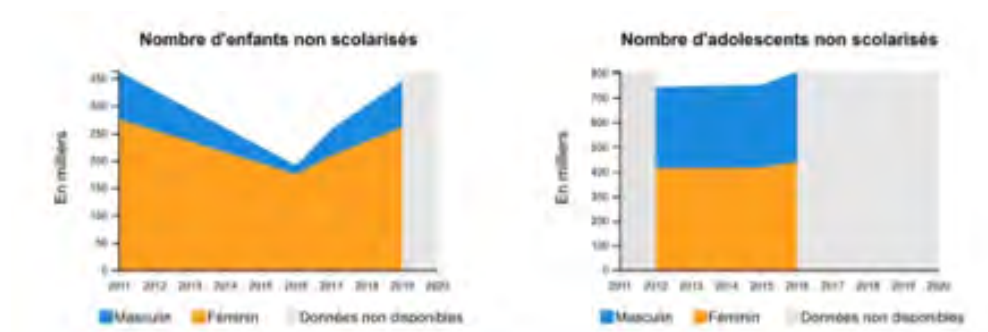 Nombre d'enfants non scolarisés
En milliers
350
300
250
200
150
100
50
0
2011 2012 2013 2014 2015 2016 2017 2018 2019 2020
Masculin Féminin Données non disponibles
Nombre d'adolescents non scolarisés
En milliers
800
700
600
500
400
300
200
100
0
2011 2012 2013 2014 2015 2016 2017 2018 2019 2020
Masculin Féminin Données non disponibles